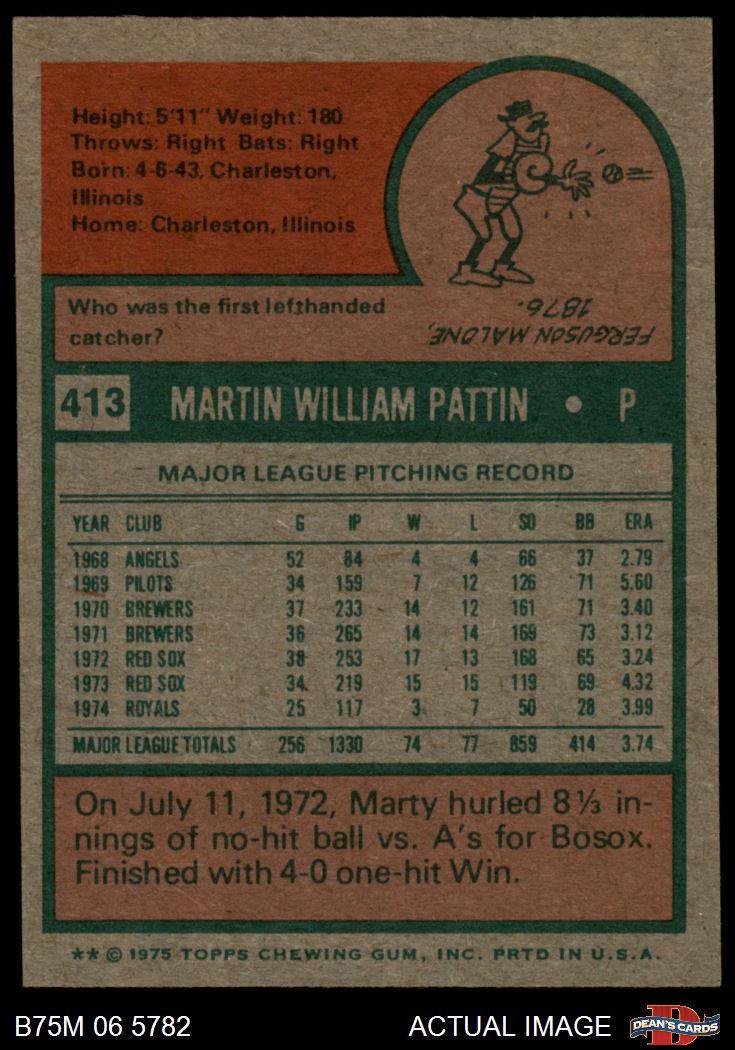 Height: 5'11" Weight: 180
Throws: Right Bats: Right
Born: 4-6-43, Charleston,
Illinois
Home: Charleston, Illinois
Who was the first lefthanded
catcher?
FERGUSON MALONE,
1876.
413 MARTIN WILLIAM PATTIN • P
MAJOR LEAGUE PITCHING RECORD
YEAR CLUB G IP W L SO BB ERA
1968 ANGELS 52 84 4 4 66 37 2.79
1969 PILOTS 34 159 7 12 126 71 5.60
1970 BREWERS 37 233 14 12 161 71 3.40
1971 BREWERS 36 265 14 14 169 73 3.12
1972 RED SOX 38 253 17 13 168 65 3.24
1973 RED SOX 34 219 15 15 119 69 4.32
1974 ROYALS 25 117 3 7 50 28 3.99
MAJOR LEAGUE TOTALS 256 1330 74 77 859 414 3.74
On July 11, 1972, Marty hurled 8⅓ in-
nings of no-hit ball vs. A's for Bosox.
Finished with 4-0 one-hit Win.
** © 1975 TOPPS CHEWING GUM, INC. PRTD IN U.S.A.
B75M 06 5782 ACTUAL IMAGE DEAN'S CARDS